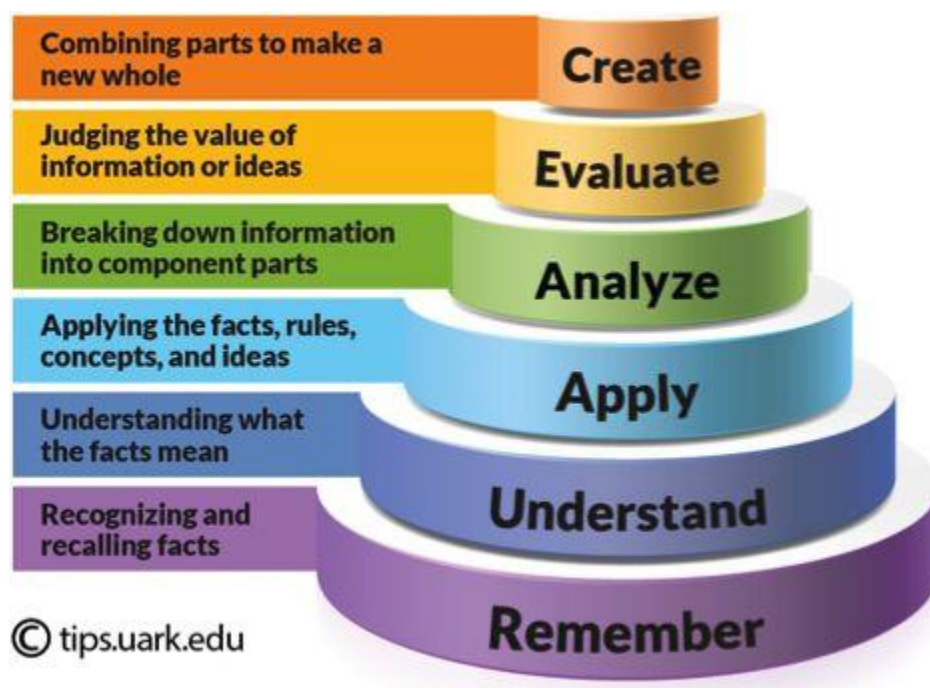 Combining parts to make a
new whole
Create
Judging the value of
information or ideas
Evaluate
Breaking down information
into component parts
Analyze
Applying the facts, rules,
concepts, and ideas
Apply
Understanding what
the facts mean
Understand
Recognizing and
recalling facts
Remember
© tips.uark.edu